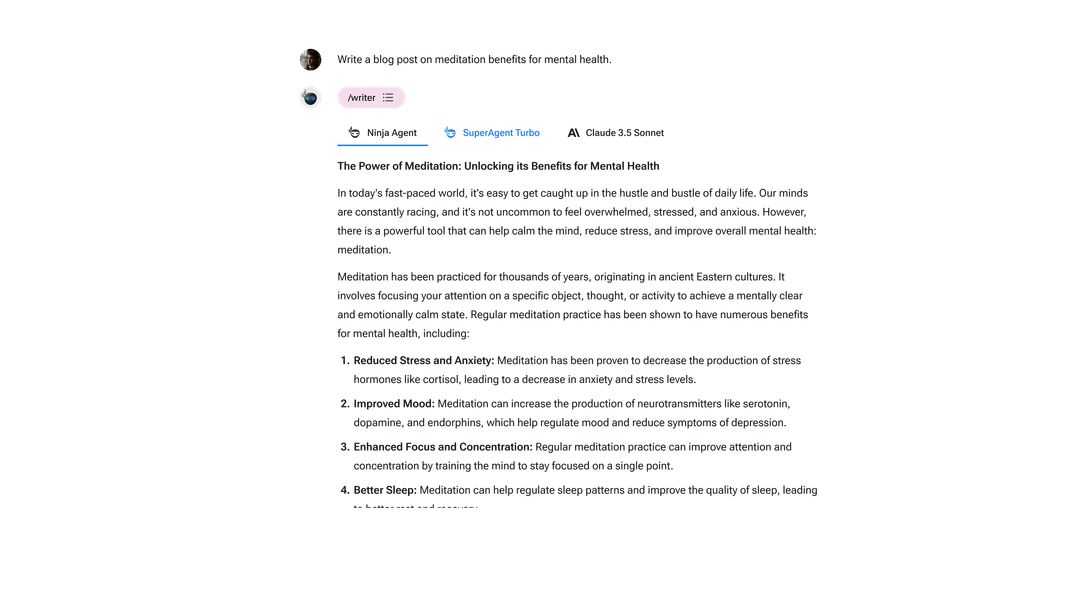 Write a blog post on meditation benefits for mental health.
/writer
Ninja Agent SuperAgent Turbo Claude 3.5 Sonnet
The Power of Meditation: Unlocking its Benefits for Mental Health
In today's fast-paced world, it's easy to get caught up in the hustle and bustle of daily life. Our minds
are constantly racing, and it's not uncommon to feel overwhelmed, stressed, and anxious. However,
there is a powerful tool that can help calm the mind, reduce stress, and improve overall mental health:
meditation.
Meditation has been practiced for thousands of years, originating in ancient Eastern cultures. It
involves focusing your attention on a specific object, thought, or activity to achieve a mentally clear
and emotionally calm state. Regular meditation practice has been shown to have numerous benefits
for mental health, including:
1. Reduced Stress and Anxiety: Meditation has been proven to decrease the production of stress
hormones like cortisol, leading to a decrease in anxiety and stress levels.
2. Improved Mood: Meditation can increase the production of neurotransmitters like serotonin,
dopamine, and endorphins, which help regulate mood and reduce symptoms of depression.
3. Enhanced Focus and Concentration: Regular meditation practice can improve attention and
concentration by training the mind to stay focused on a single point.
4. Better Sleep: Meditation can help regulate sleep patterns and improve the quality of sleep, leading
to better rest and recovery.